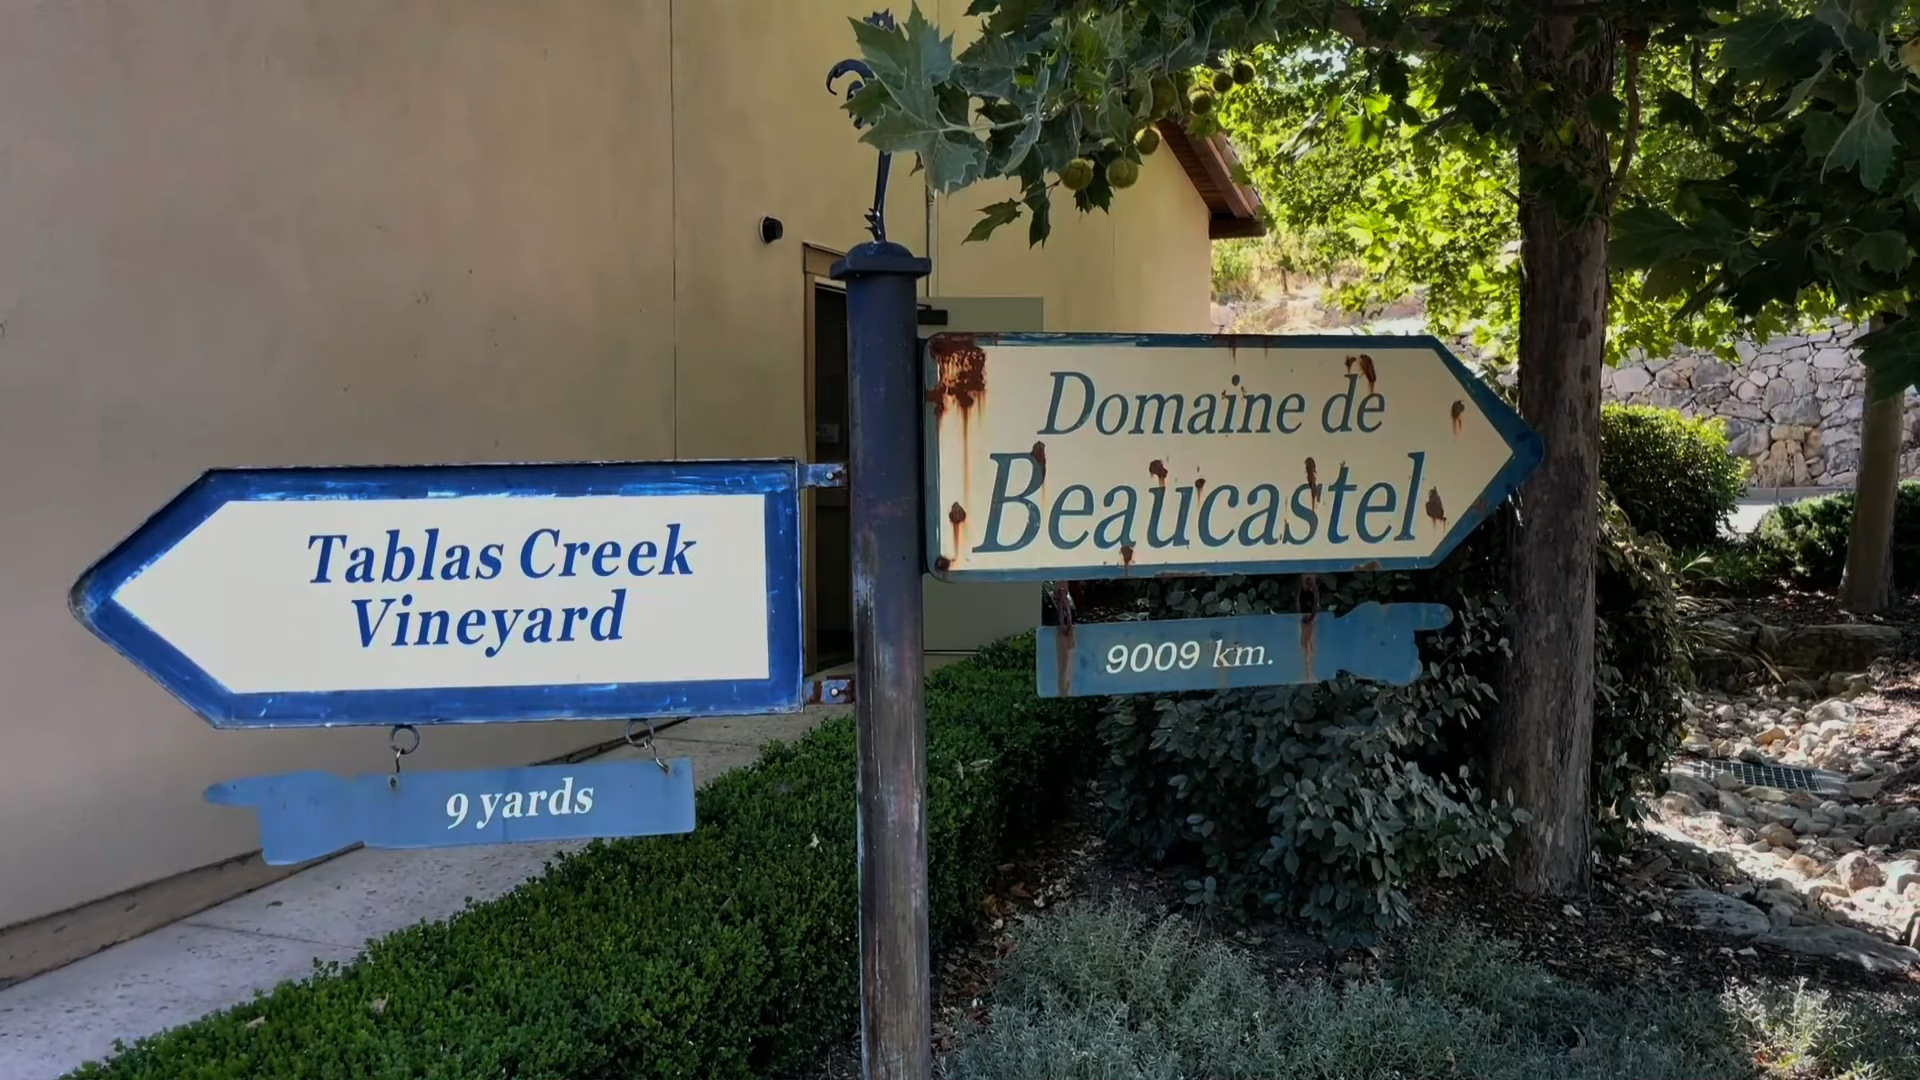 Tablas Creek
Vineyard
9 yards
Domaine de
Beaucastel
9009 km.